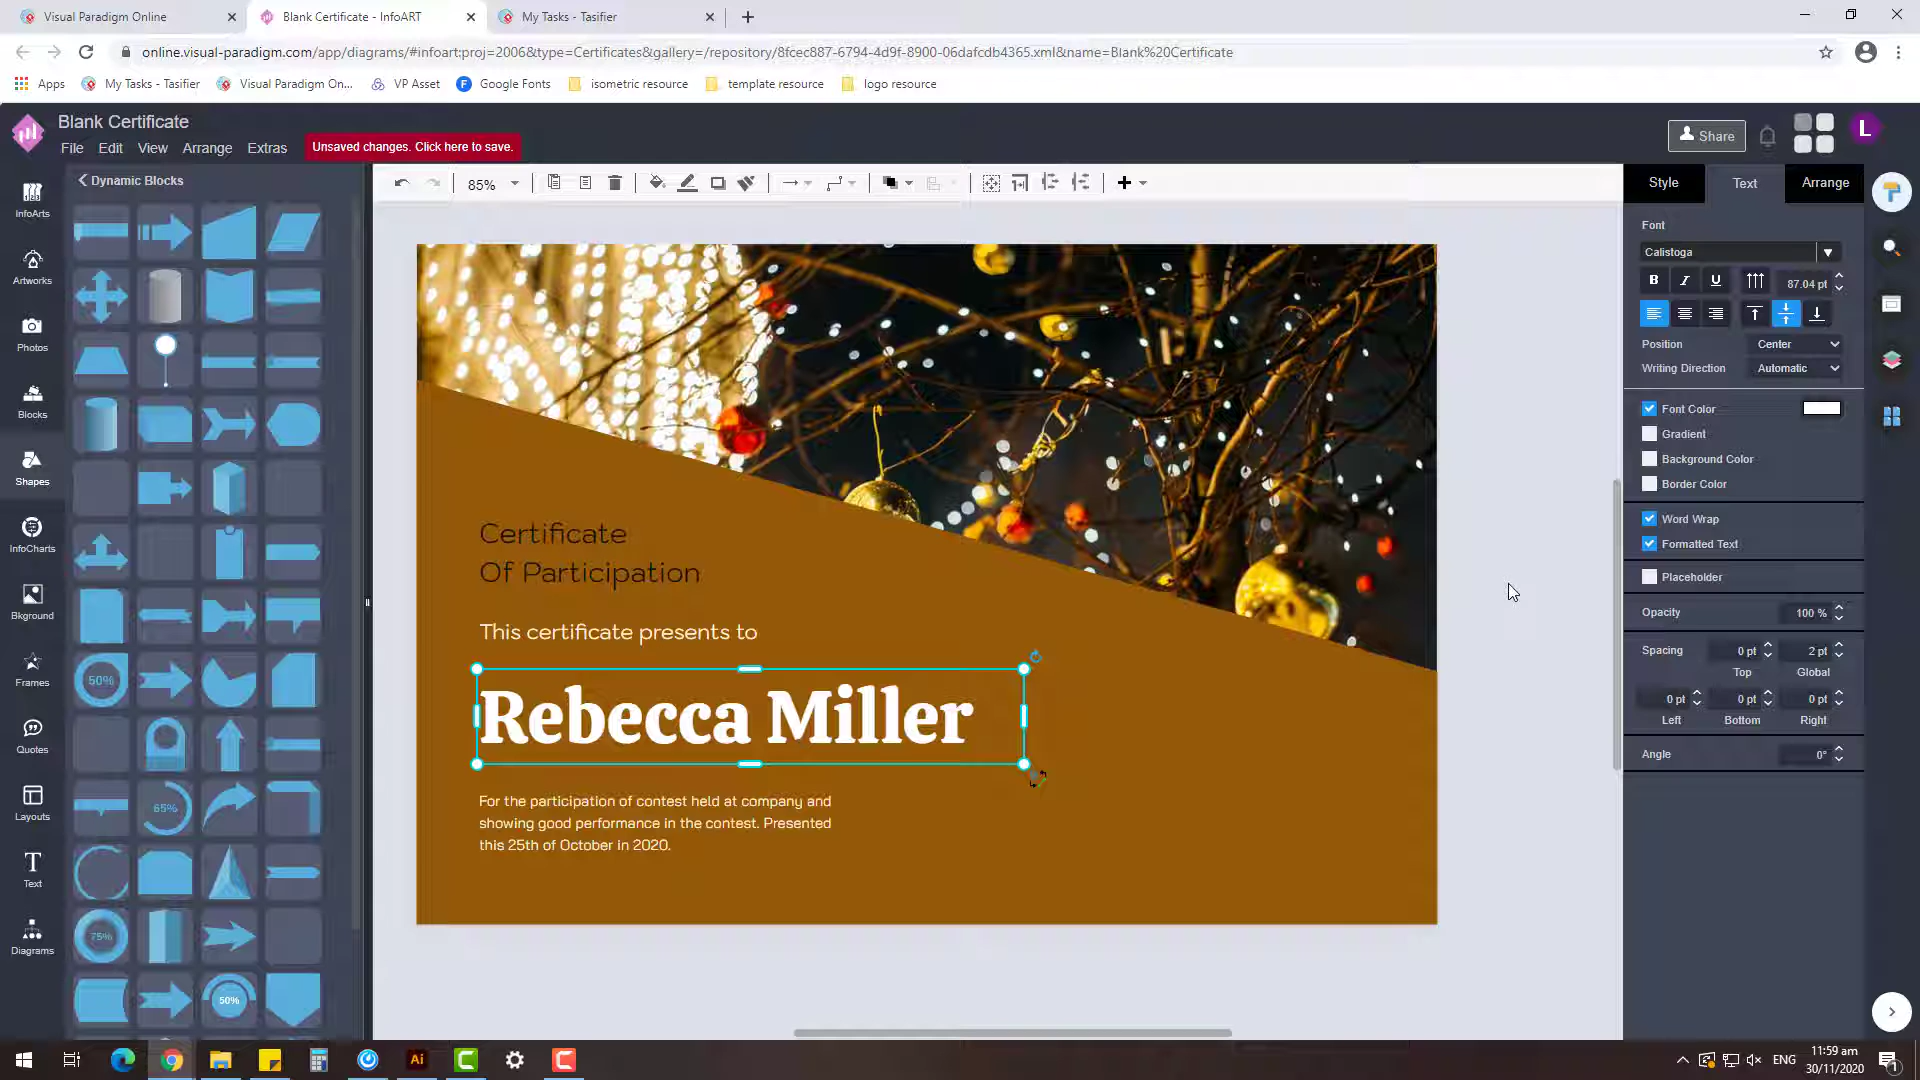 Visual Paradigm Online
Blank Certificate - InfoART
My Tasks - Tasifier
online.visual-paradigm.com/app/diagrams/#infoart:proj=2006&type=Certificates&gallery=/repository/8fcec887-6794-4d9f-8900-06dafcdb4365.xml&name=Blank%20Certificate
Apps
My Tasks - Tasifier
Visual Paradigm On...
VP Asset
Google Fonts
isometric resource
template resource
logo resource
Blank Certificate
File
Edit
View
Arrange
Extras
Unsaved changes. Click here to save.
Share
L
InfoArts
Artworks
Photos
Blocks
Shapes
InfoCharts
Bkground
Frames
Quotes
Layouts
Text
Diagrams
Dynamic Blocks
50%
65%
75%
50%
85%
Certificate
Of Participation
This certificate presents to
Rebecca Miller
For the participation of contest held at company and
showing good performance in the contest. Presented
this 25th of October in 2020.
Style
Text
Arrange
Font
Calistoga
B
I
U
87.04 pt
Position
Center
Writing Direction
Automatic
Font Color
Gradient
Background Color
Border Color
Word Wrap
Formatted Text
Placeholder
Opacity
100 %
Spacing
0 pt
2 pt
Top
Global
0 pt
0 pt
0 pt
Left
Bottom
Right
Angle
0°
Ai
ENG
11:59 am
30/11/2020
1